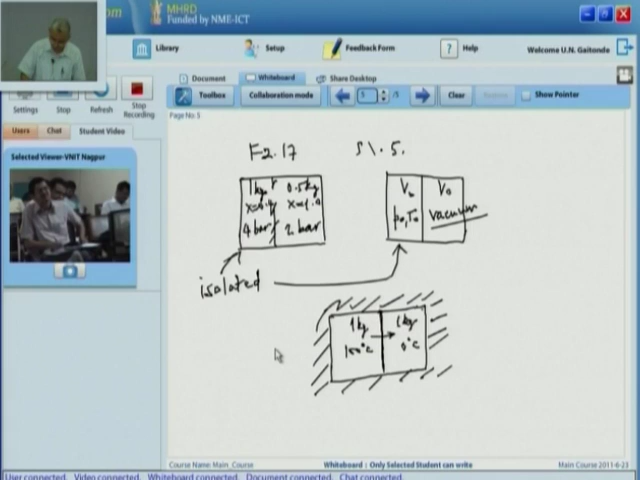 om
MHRD
Funded by NME-ICT
Library
Setup
Feedback Form
? Help
Welcome U.N. Gaitonde
Document
Whiteboard
Share Desktop
Settings
Stop
Refresh
Stop Recording
Toolbox
Collaboration mode
5
/5
Clear
Show Pointer
Users
Chat
Student Video
Page No:5
Selected Viewer-VNIT Nagpur
F2.17
S1.5.
1kg
0.5kg
4 bar
2 bar
V₀
V₀
p₀,T₀
vacuum
isolated
1kg
1kg
100°C
0°C
Course Name: Main_Course
Whiteboard | Only Selected Student can write
Main Course 2011-6-23
User connected, Video connected, Whiteboard connected, Document connected, Chat connected,